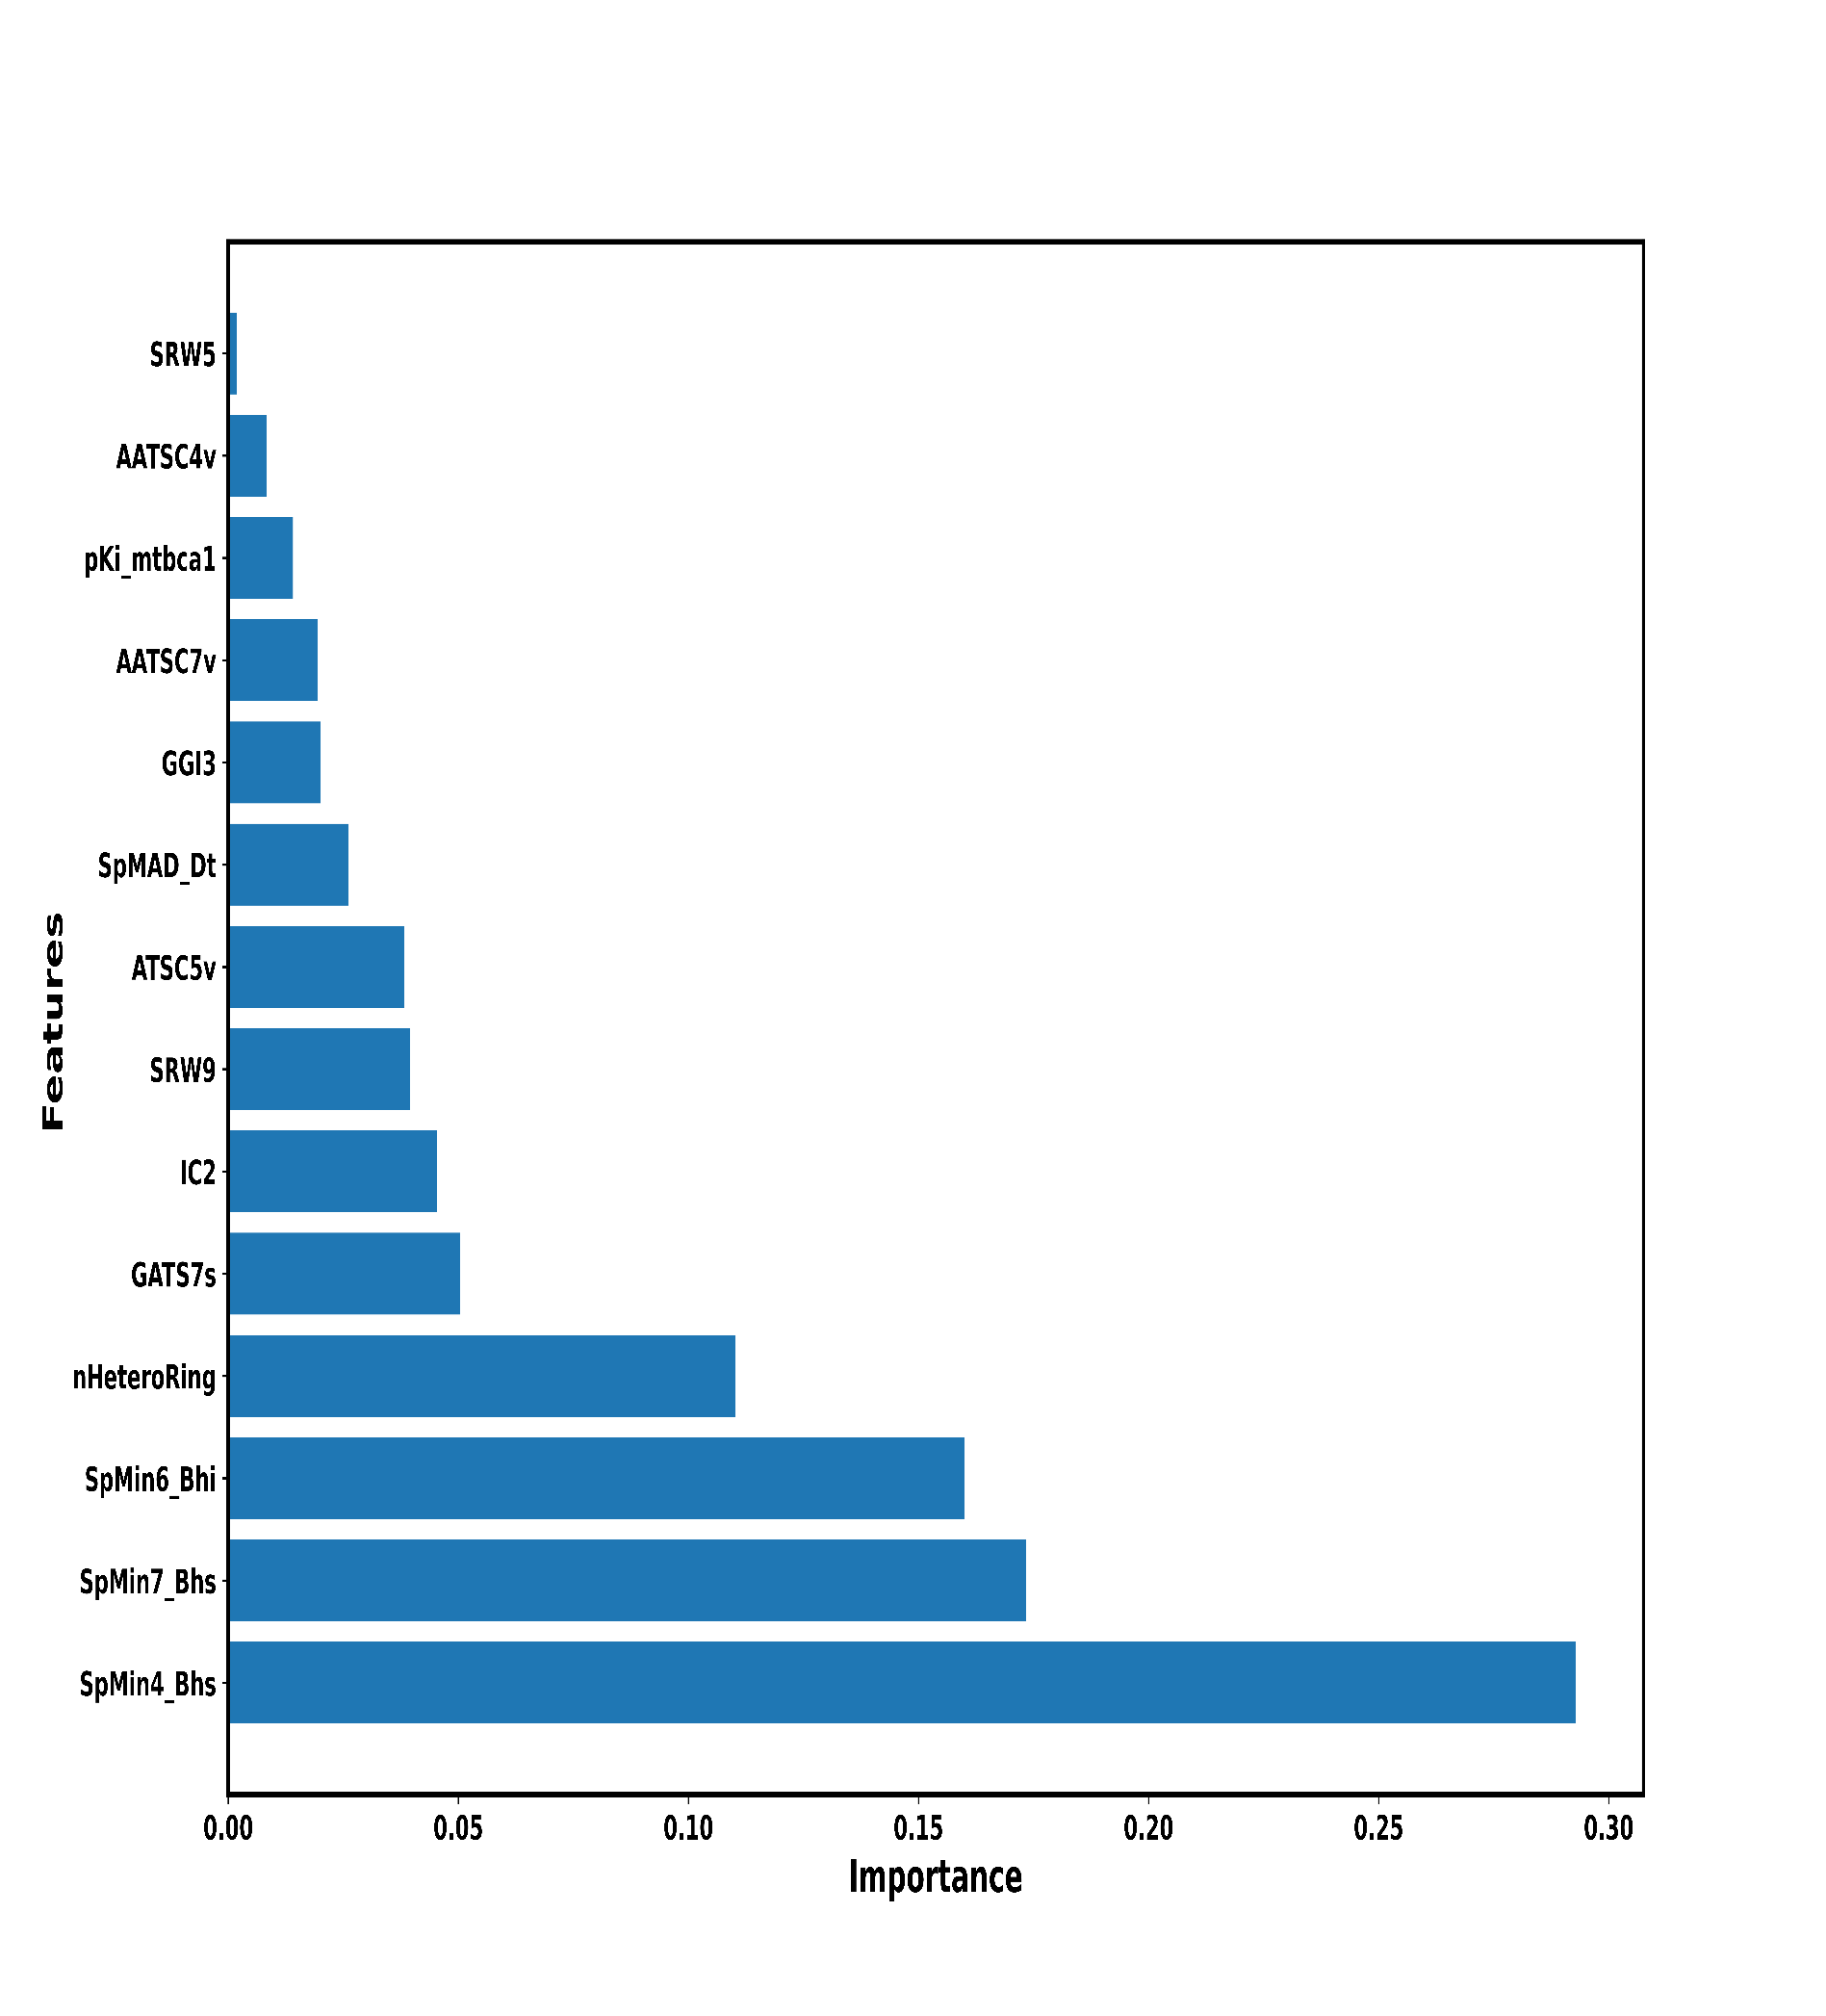 SRW5
AATSC4v
pKi_mtbca1
AATSC7v
GGI3
SpMAD_Dt
ATSC5v
SRW9
IC2
GATS7s
nHeteroRing
SpMin6_Bhi
SpMin7_Bhs
SpMin4_Bhs
Features
0.00 0.05 0.10 0.15 0.20 0.25 0.30
Importance